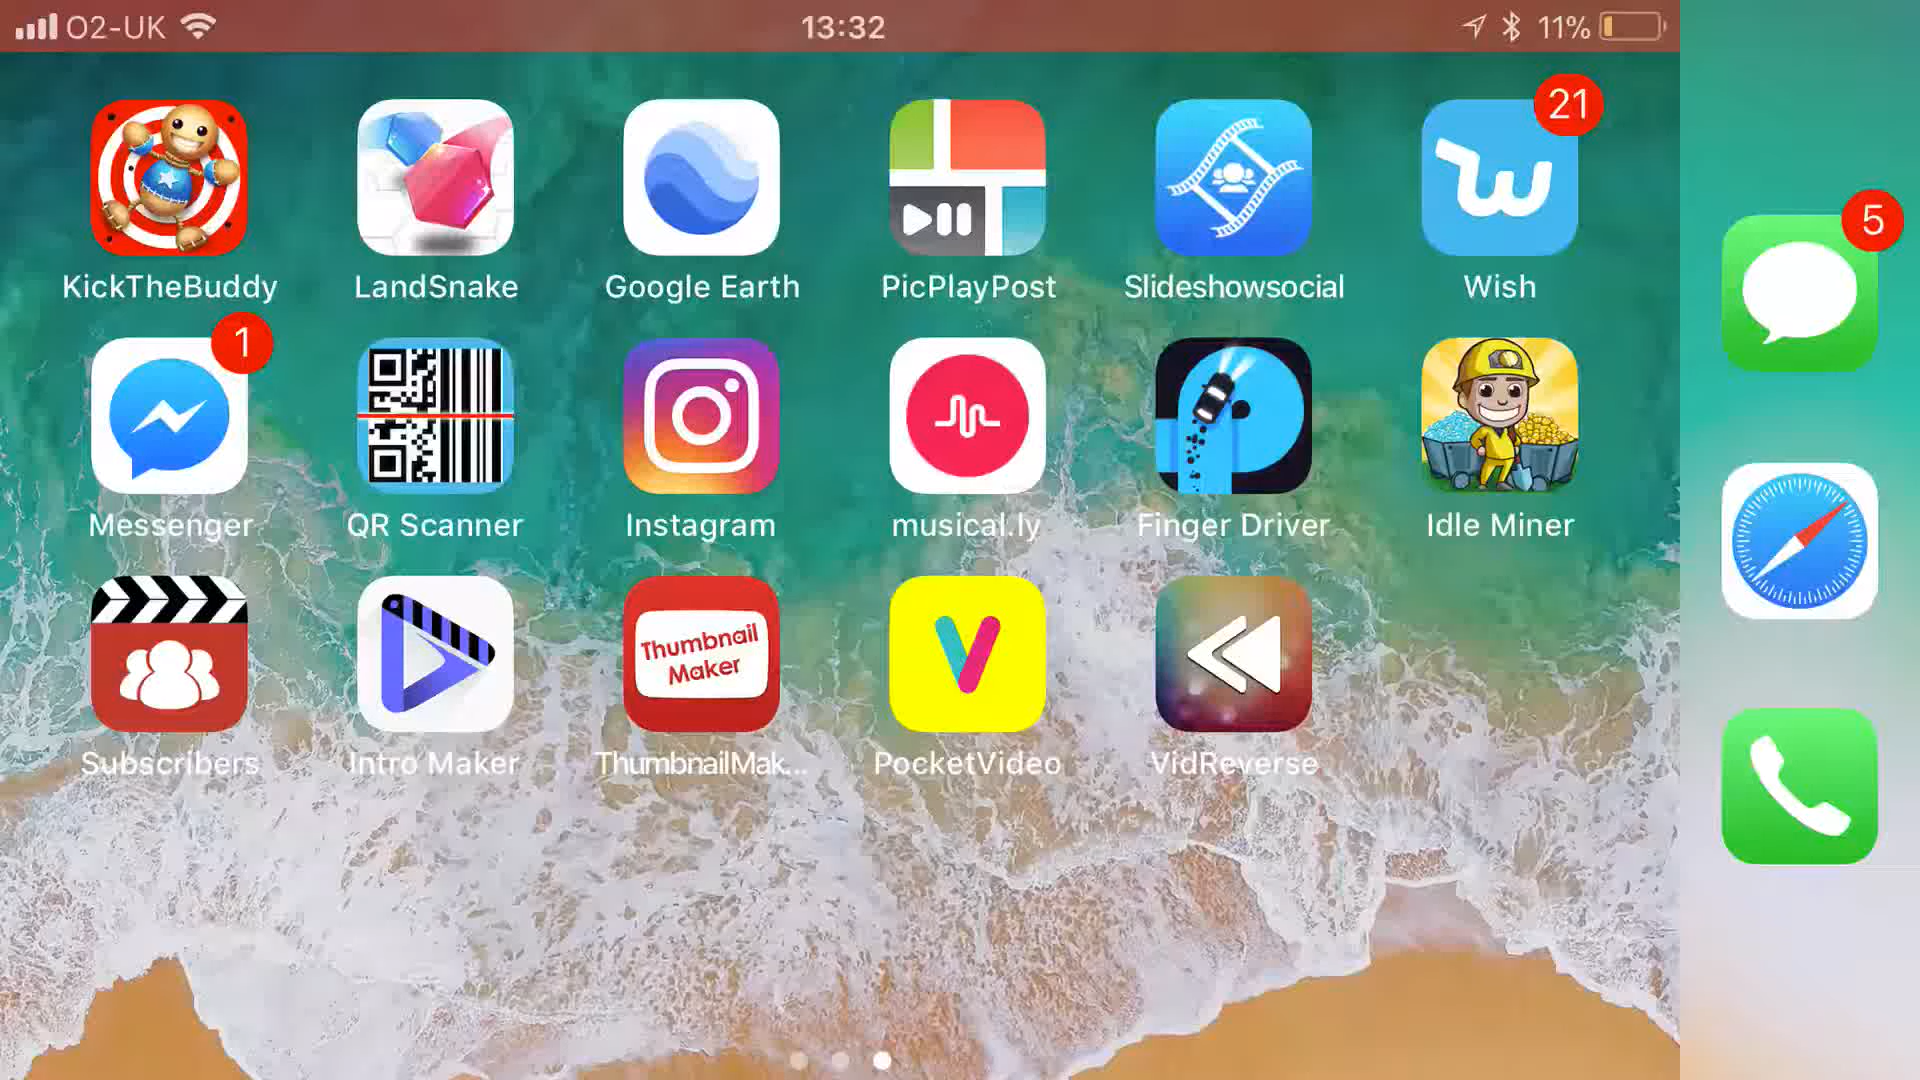 O2-UK 13:32 11%
21
5
KickTheBuddy LandSnake Google Earth PicPlayPost Slideshowsocial Wish
1
Messenger QR Scanner Instagram musical.ly Finger Driver Idle Miner
Thumbnail
Maker
Subscribers Intro Maker ThumbnailMak... PocketVideo VidReverse